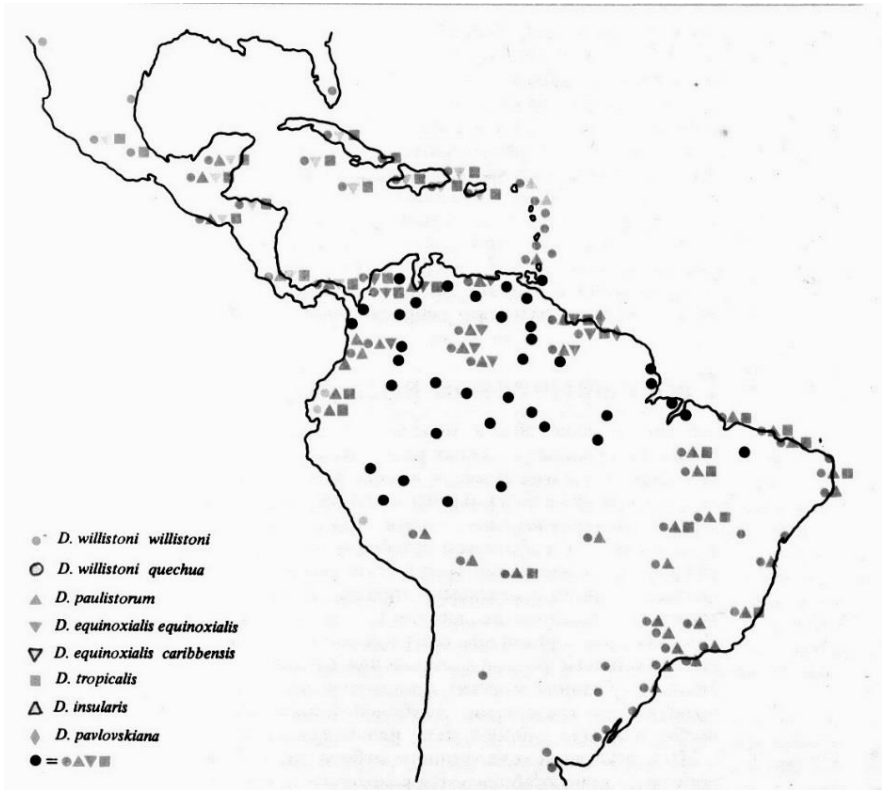 D. willistoni willistoni
D. willistoni quechua
D. paulistorum
D. equinoxialis equinoxialis
D. equinoxialis caribbensis
D. tropicalis
D. insularis
D. pavlovskiana
=